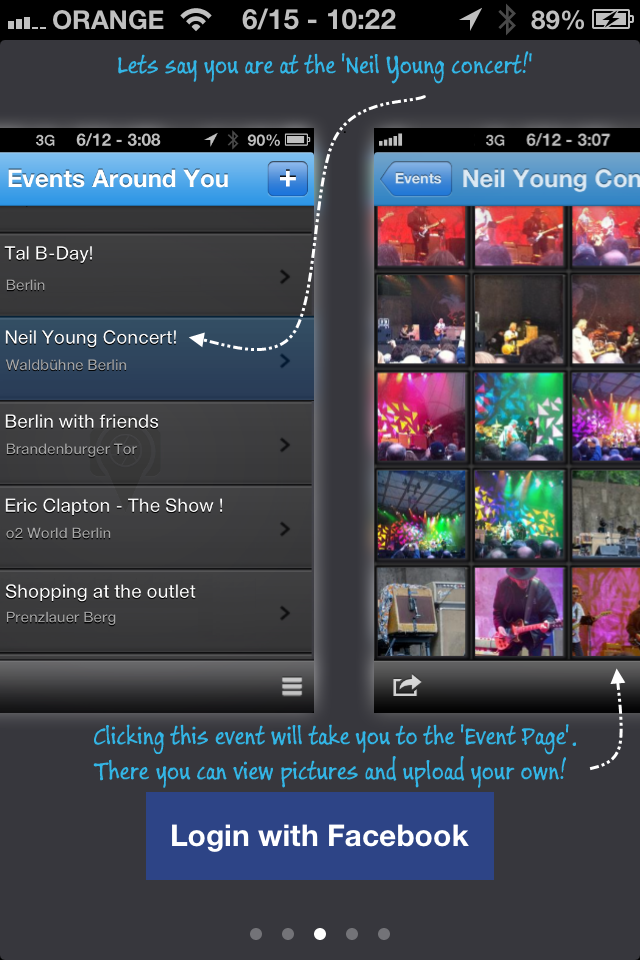 ORANGE 6/15 - 10:22 89%
Lets say you are at the 'Neil Young concert!'
3G 6/12 - 3:08 90%
Events Around You +
Tal B-Day!
Berlin
Neil Young Concert!
Waldbühne Berlin
Berlin with friends
Brandenburger Tor
Eric Clapton - The Show !
o2 World Berlin
Shopping at the outlet
Prenzlauer Berg
3G 6/12 - 3:07
Events Neil Young Con
Clicking this event will take you to the 'Event Page'.
There you can view pictures and upload your own!
Login with Facebook